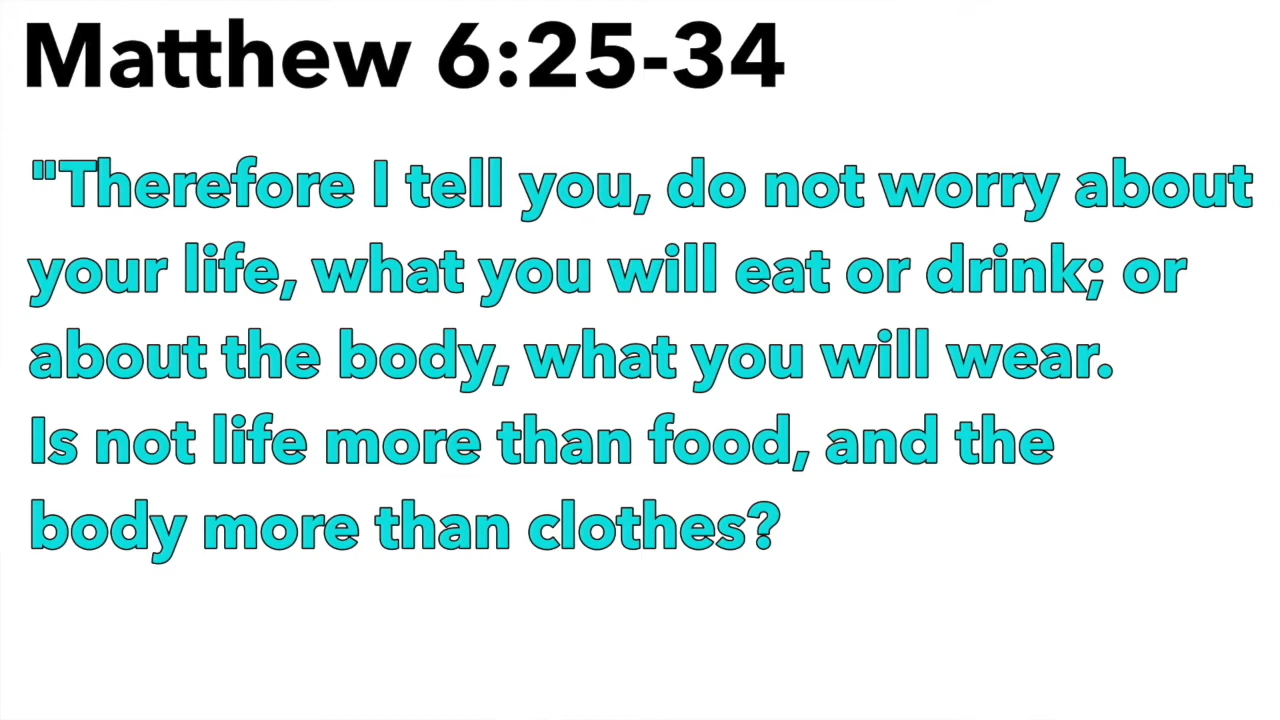 Matthew 6:25-34
"Therefore I tell you, do not worry about
your life, what you will eat or drink; or
about the body, what you will wear.
Is not life more than food, and the
body more than clothes?